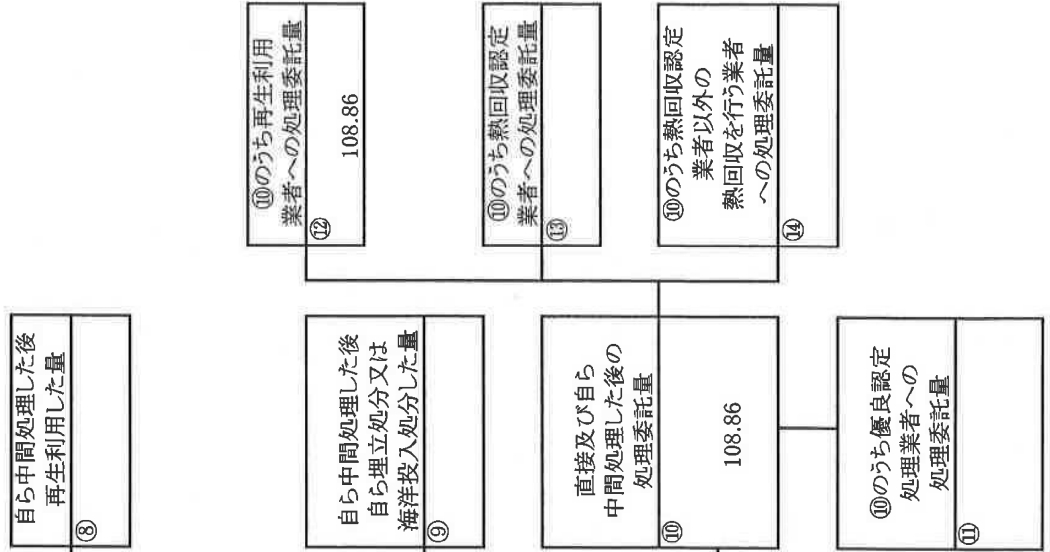 自ら中間処理した後
再生利用した量
⑧
自ら中間処理した後
自ら埋立処分又は
海洋投入処分した量
⑨
直接及び自ら
中間処理した後の
処理委託量
⑩
108.86
⑩のうち優良認定
処理業者への
処理委託量
⑪
⑩のうち再生利用
業者への処理委託量
⑫
108.86
⑩のうち熱回収認定
業者への処理委託量
⑬
⑩のうち熱回収認定
業者以外の
熱回収を行う業者
への処理委託量
⑭